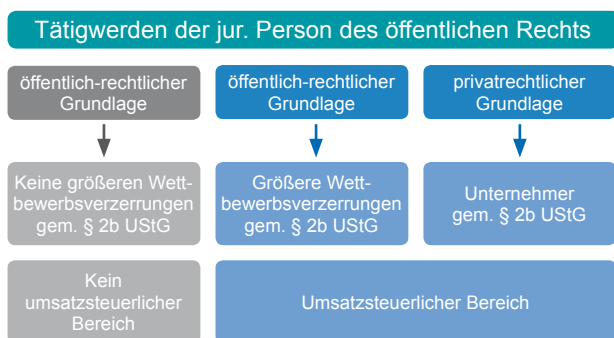 Tätigwerden der jur. Person des öffentlichen Rechts
öffentlich-rechtlicher
Grundlage
öffentlich-rechtlicher
Grundlage
privatrechtlicher
Grundlage
Keine größeren Wett-
bewerbsverzerrungen
gem. § 2b UStG
Größere Wett-
bewerbsverzerrungen
gem. § 2b UStG
Unternehmer
gem. § 2b UStG
Kein
umsatzsteuerlicher
Bereich
Umsatzsteuerlicher Bereich